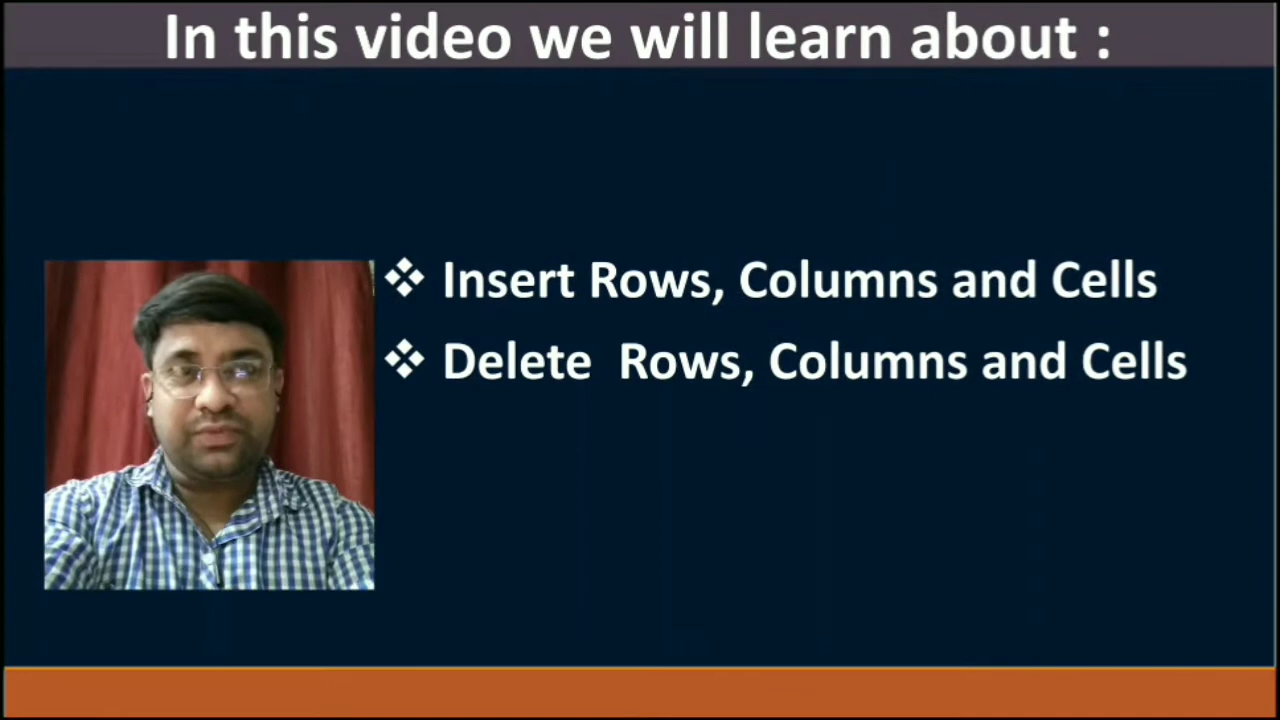 In this video we will learn about :
❖ Insert Rows, Columns and Cells
❖ Delete Rows, Columns and Cells